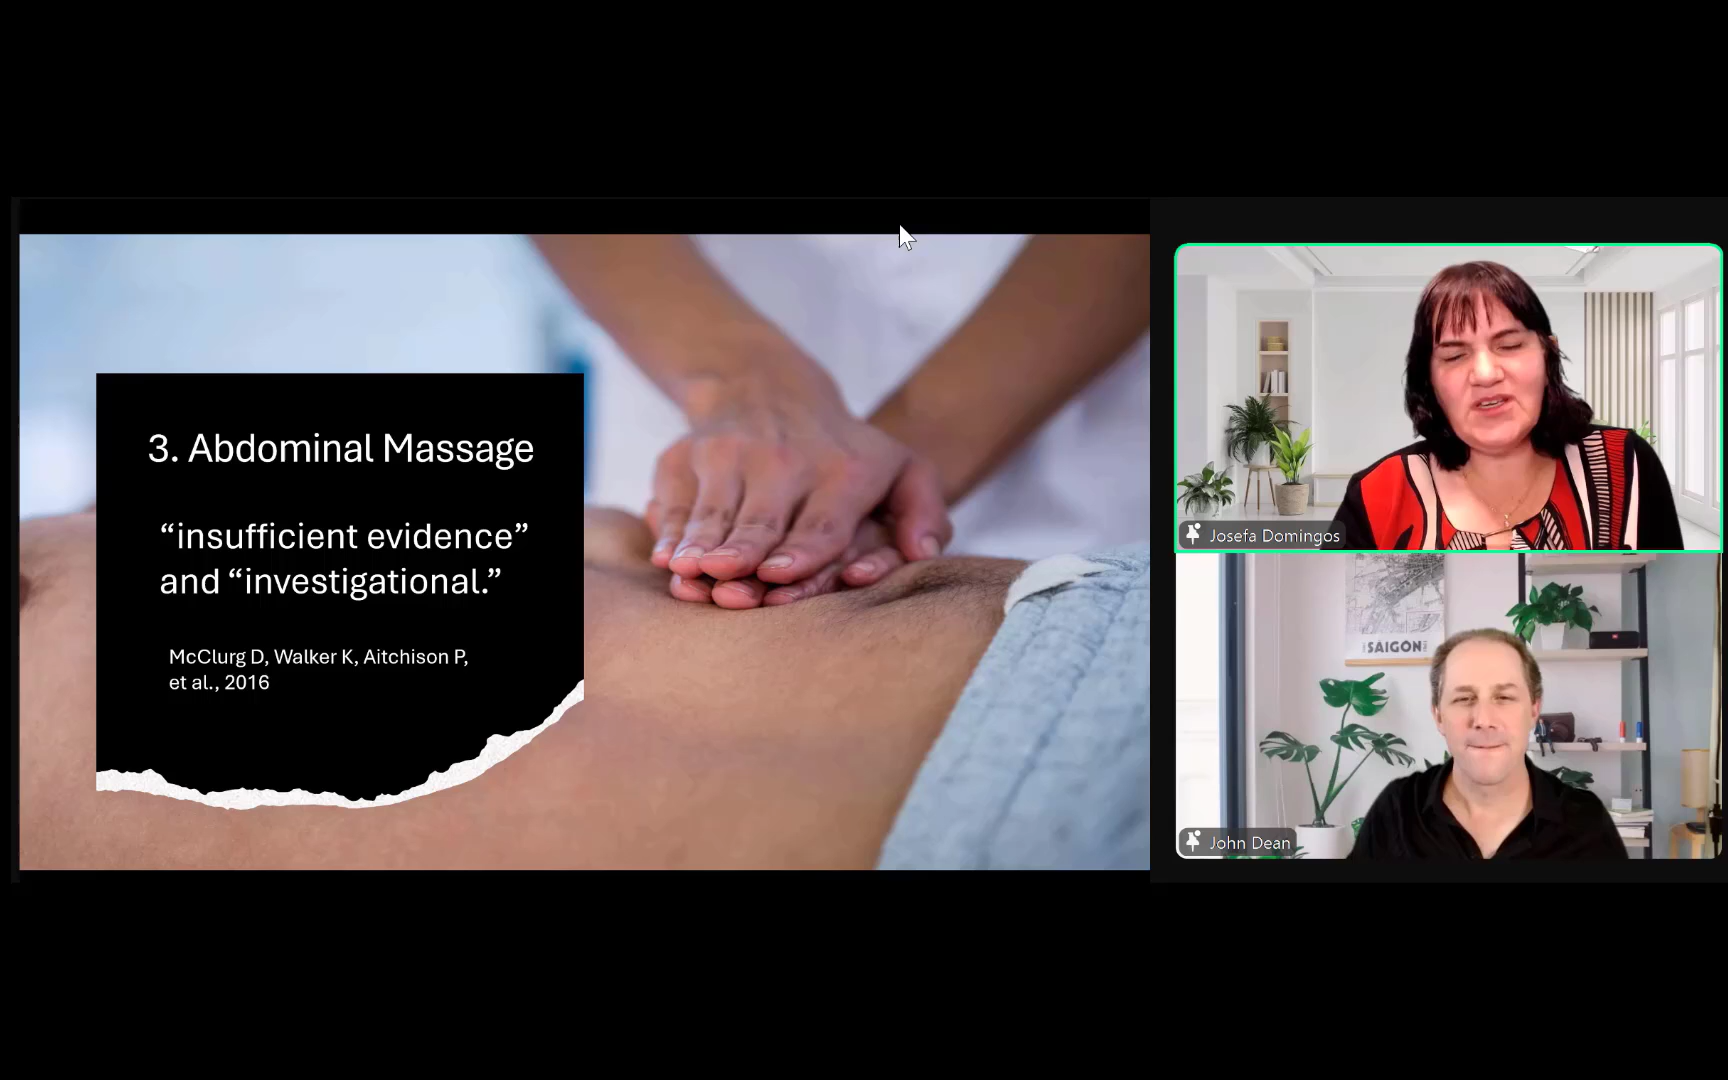 3. Abdominal Massage
“insufficient evidence”
and “investigational.”
McClurg D, Walker K, Aitchison P,
et al., 2016
Josefa Domingos
SAIGON
John Dean